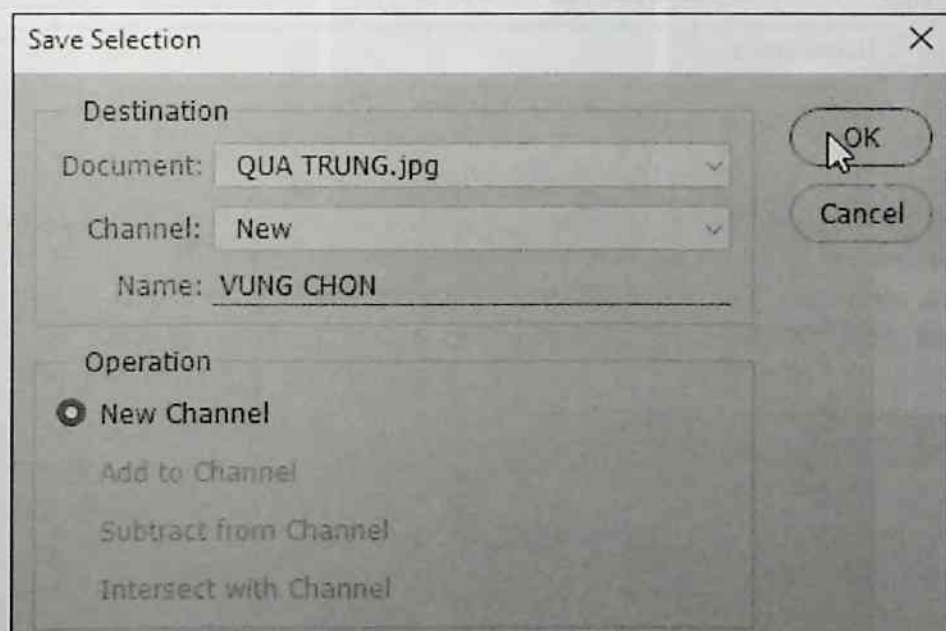 Save Selection
Destination
Document: QUA TRUNG.jpg
OK
Channel: New
Cancel
Name: VUNG CHON
Operation
New Channel
Add to Channel
Subtract from Channel
Intersect with Channel